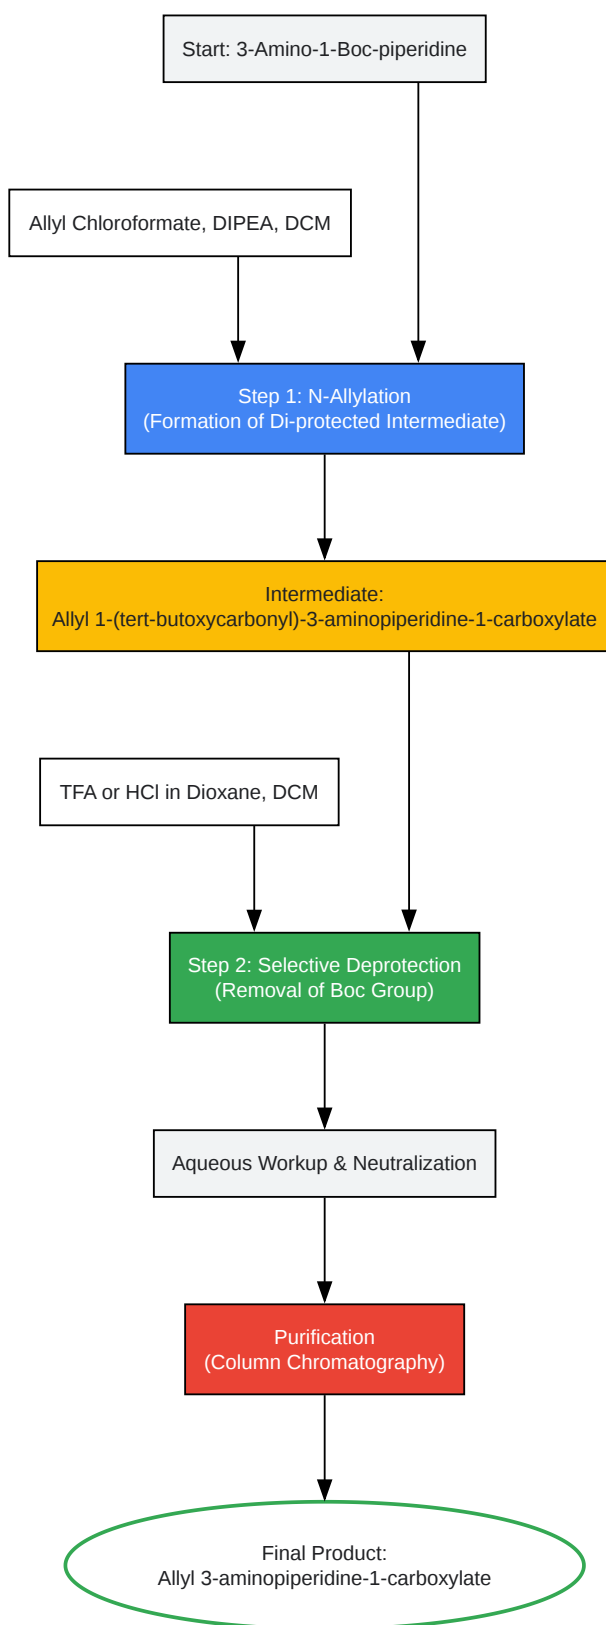 Start: 3-Amino-1-Boc-piperidine
Allyl Chloroformate, DIPEA, DCM
Step 1: N-Allylation
(Formation of Di-protected Intermediate)
Intermediate:
Allyl 1-(tert-butoxycarbonyl)-3-aminopiperidine-1-carboxylate
TFA or HCl in Dioxane, DCM
Step 2: Selective Deprotection
(Removal of Boc Group)
Aqueous Workup & Neutralization
Purification
(Column Chromatography)
Final Product:
Allyl 3-aminopiperidine-1-carboxylate